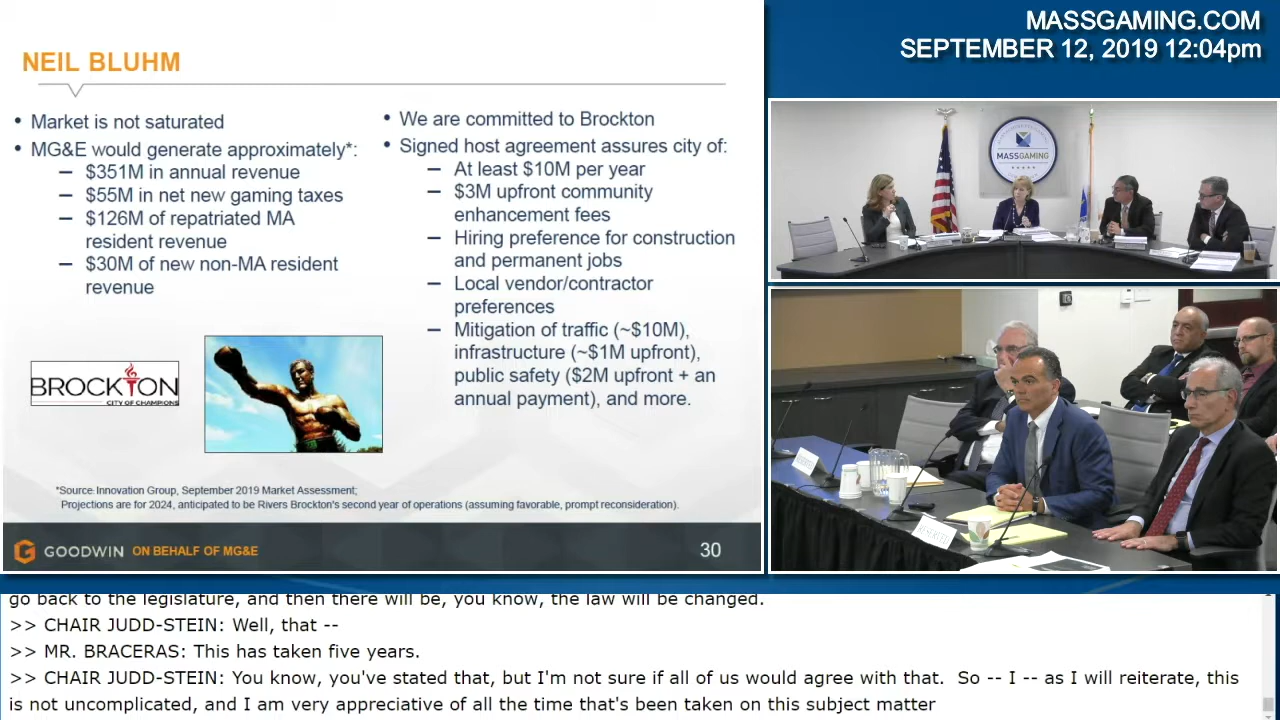 MASSGAMING.COM
SEPTEMBER 12, 2019 12:04pm
NEIL BLUHM
• Market is not saturated
• MG&E would generate approximately*:
– $351M in annual revenue
– $55M in net new gaming taxes
– $126M of repatriated MA
resident revenue
– $30M of new non-MA resident
revenue
• We are committed to Brockton
• Signed host agreement assures city of:
– At least $10M per year
– $3M upfront community
enhancement fees
– Hiring preference for construction
and permanent jobs
– Local vendor/contractor
preferences
– Mitigation of traffic (~$10M),
infrastructure (~$1M upfront),
public safety ($2M upfront + an
annual payment), and more.
BROCKTON
CITY OF CHAMPIONS
*Source: Innovation Group, September 2019 Market Assessment;
Projections are for 2024, anticipated to be Rivers Brockton's second year of operations (assuming favorable, prompt reconsideration).
GOODWIN ON BEHALF OF MG&E
30
MASSGAMING
RESERVED
RESERVED
go back to the legislature, and then there will be, you know, the law will be changed.
>> CHAIR JUDD-STEIN: Well, that --
>> MR. BRACERAS: This has taken five years.
>> CHAIR JUDD-STEIN: You know, you've stated that, but I'm not sure if all of us would agree with that.  So -- I -- as I will reiterate, this
is not uncomplicated, and I am very appreciative of all the time that's been taken on this subject matter